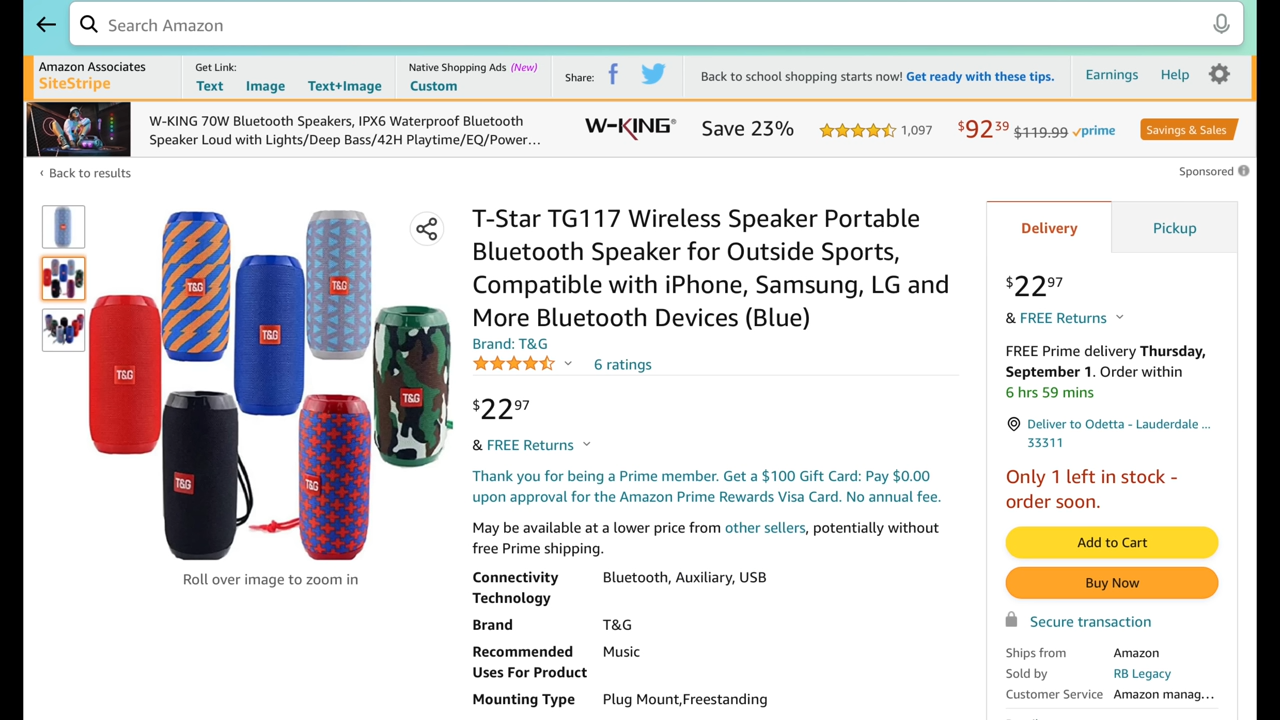 Search Amazon
Amazon Associates
SiteStripe
Get Link:
Text Image Text+Image
Native Shopping Ads (New)
Custom
Share:
Back to school shopping starts now! Get ready with these tips.
Earnings Help
W-KING 70W Bluetooth Speakers, IPX6 Waterproof Bluetooth
Speaker Loud with Lights/Deep Bass/42H Playtime/EQ/Power…
W-KING®
Save 23%
1,097
$9239 $119.99 prime
Savings & Sales
‹ Back to results
Sponsored
T&G
T&G
T&G
T&G
T&G
T&G
T&G
Roll over image to zoom in
T-Star TG117 Wireless Speaker Portable
Bluetooth Speaker for Outside Sports,
Compatible with iPhone, Samsung, LG and
More Bluetooth Devices (Blue)
Brand: T&G
6 ratings
$2297
& FREE Returns
Thank you for being a Prime member. Get a $100 Gift Card: Pay $0.00
upon approval for the Amazon Prime Rewards Visa Card. No annual fee.
May be available at a lower price from other sellers, potentially without
free Prime shipping.
Connectivity Bluetooth, Auxiliary, USB
Technology
Brand T&G
Recommended Music
Uses For Product
Mounting Type Plug Mount,Freestanding
Delivery Pickup
$2297
& FREE Returns
FREE Prime delivery Thursday,
September 1. Order within
6 hrs 59 mins
Deliver to Odetta - Lauderdale ...
33311
Only 1 left in stock -
order soon.
Add to Cart
Buy Now
Secure transaction
Ships from Amazon
Sold by RB Legacy
Customer Service Amazon manag...